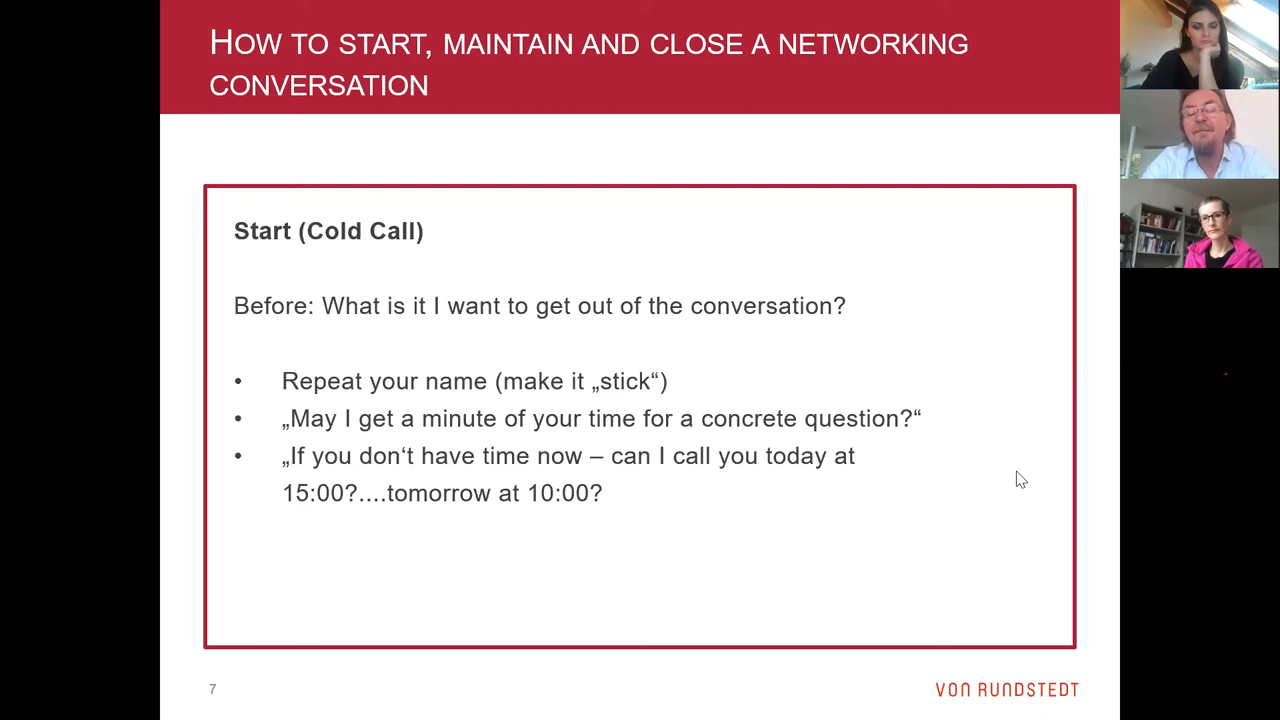 HOW TO START, MAINTAIN AND CLOSE A NETWORKING
CONVERSATION
Start (Cold Call)
Before: What is it I want to get out of the conversation?
• Repeat your name (make it „stick“)
• „May I get a minute of your time for a concrete question?“
• „If you don‘t have time now – can I call you today at
15:00?....tomorrow at 10:00?
7
VON RUNDSTEDT